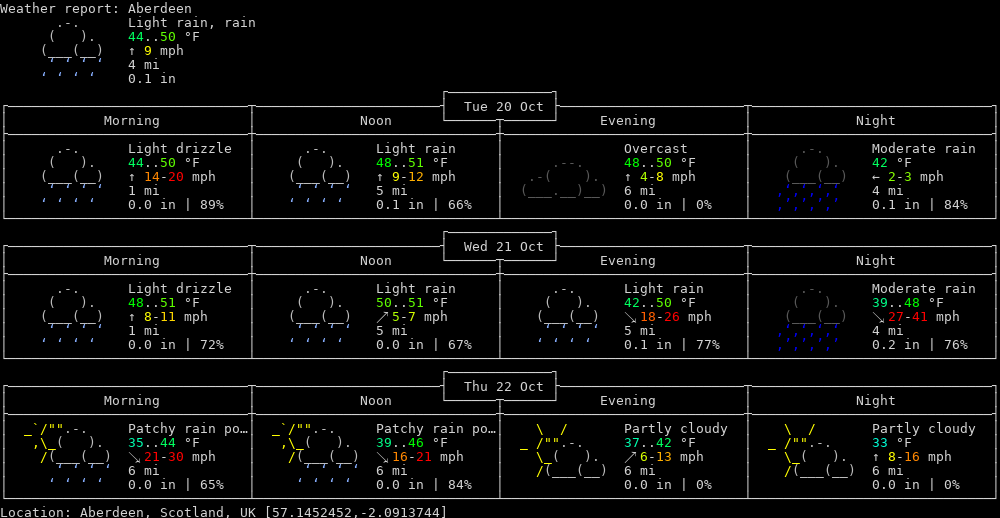 Weather report: Aberdeen
Light rain, rain
44..50 °F
↑ 9 mph
4 mi
0.1 in
Tue 20 Oct
Morning Noon Evening Night
Light drizzle Light rain Overcast Moderate rain
44..50 °F 48..51 °F 48..50 °F 42 °F
↑ 14-20 mph ↑ 9-12 mph ↑ 4-8 mph ← 2-3 mph
1 mi 5 mi 6 mi 4 mi
0.0 in | 89% 0.1 in | 66% 0.0 in | 0% 0.1 in | 84%
Wed 21 Oct
Morning Noon Evening Night
Light drizzle Light rain Light rain Moderate rain
48..51 °F 50..51 °F 42..50 °F 39..48 °F
↑ 8-11 mph ↗ 5-7 mph ↘ 18-26 mph ↘ 27-41 mph
1 mi 5 mi 5 mi 4 mi
0.0 in | 72% 0.0 in | 67% 0.1 in | 77% 0.2 in | 76%
Thu 22 Oct
Morning Noon Evening Night
Patchy rain po… Patchy rain po… Partly cloudy Partly cloudy
35..44 °F 39..46 °F 37..42 °F 33 °F
↘ 21-30 mph ↘ 16-21 mph ↗ 6-13 mph ↑ 8-16 mph
6 mi 6 mi 6 mi 6 mi
0.0 in | 65% 0.0 in | 84% 0.0 in | 0% 0.0 in | 0%
Location: Aberdeen, Scotland, UK [57.1452452,-2.0913744]